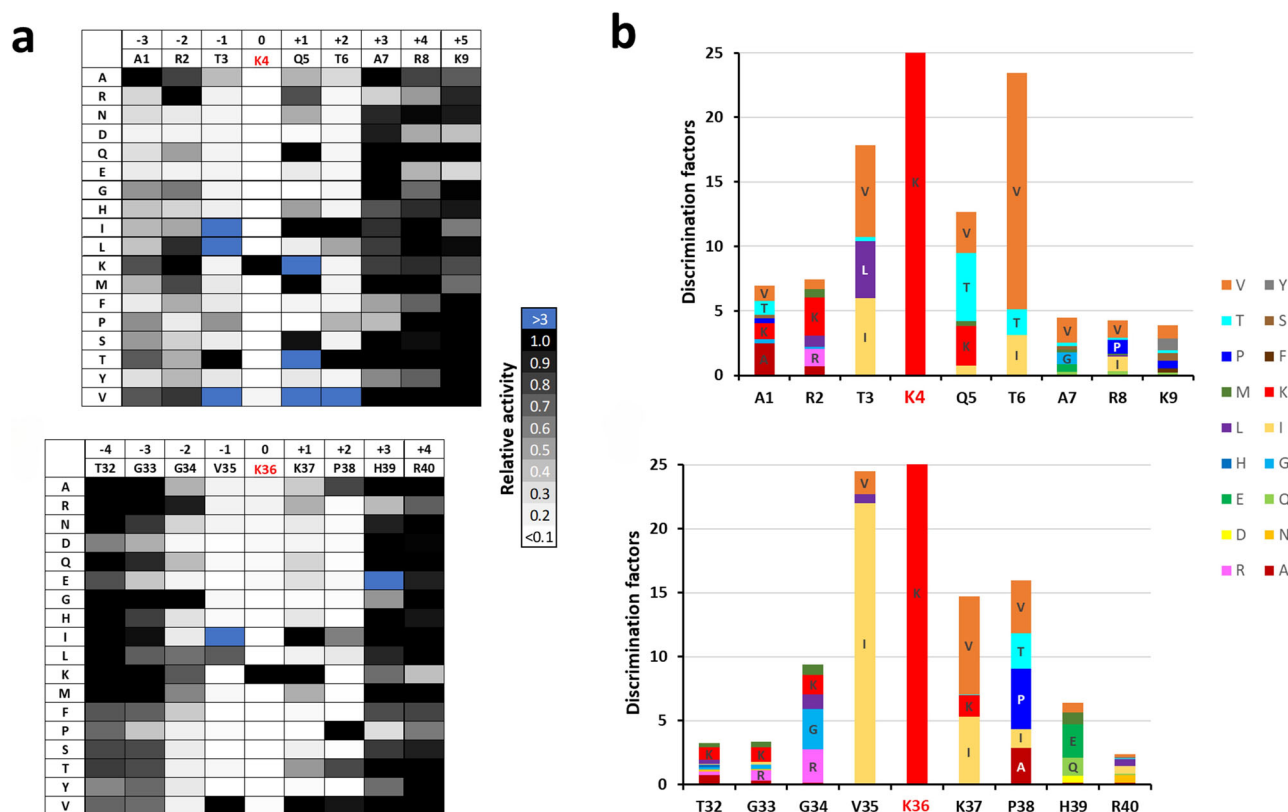 a
-3 -2 -1 0 +1 +2 +3 +4 +5
A1 R2 T3 K4 Q5 T6 A7 R8 K9
A
R
N
D
Q
E
G
H
I
L
K
M
F
P
S
T
Y
V
-4 -3 -2 -1 0 +1 +2 +3 +4
T32 G33 G34 V35 K36 K37 P38 H39 R40
A
R
N
D
Q
E
G
H
I
L
K
M
F
P
S
T
Y
V
Relative activity
>3
1.0
0.9
0.8
0.7
0.6
0.5
0.4
0.3
0.2
<0.1
b
Discrimination factors
25
20
15
10
5
0
V
T
K
A
K
R
V
L
I
K
V
T
K
V
T
I
V
G
V
P
I
A1 R2 T3 K4 Q5 T6 A7 R8 K9
Discrimination factors
25
20
15
10
5
0
K
K
R
K
G
R
V
I
K
V
K
I
V
T
P
I
A
E
Q
T32 G33 G34 V35 K36 K37 P38 H39 R40
V Y
T S
P F
M K
L I
H G
E Q
D N
R A